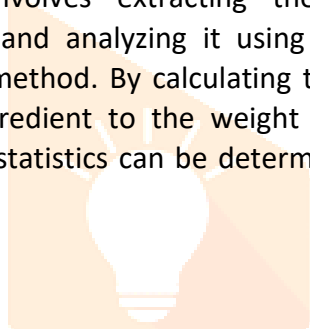 involves extracting the
and analyzing it using
method. By calculating t
redient to the weight
statistics can be determ